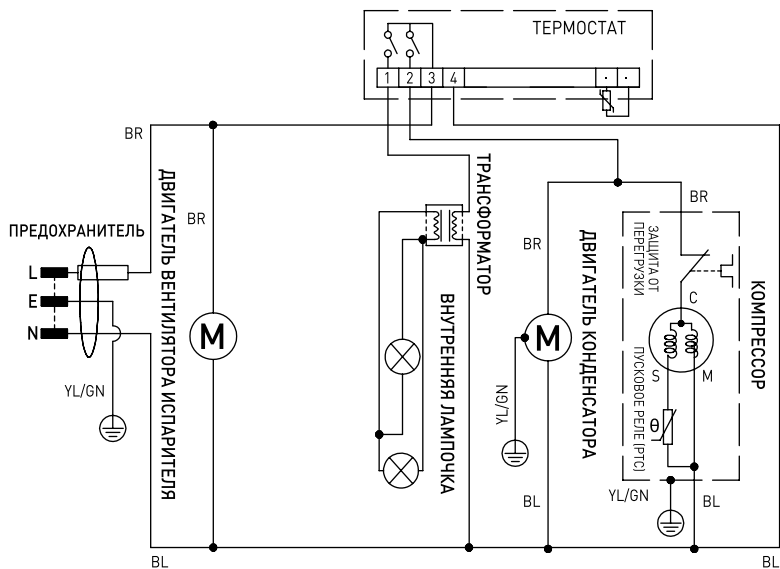 ТЕРМОСТАТ
1 2 3 4
BR
ПРЕДОХРАНИТЕЛЬ
L
E
N
YL/GN
ДВИГАТЕЛЬ ВЕНТИЛЯТОРА ИСПАРИТЕЛЯ
BR
M
ТРАНСФОРМАТОР
ВНУТРЕННЯЯ ЛАМПОЧКА
BR
M
YL/GN
ДВИГАТЕЛЬ КОНДЕНСАТОРА
BL
BR
ЗАЩИТА ОТ
ПЕРЕГРУЗКИ
C
S
M
ПУСКОВОЕ РЕЛЕ (PTC)
θ
КОМПРЕССОР
YL/GN
BL
BL
BL